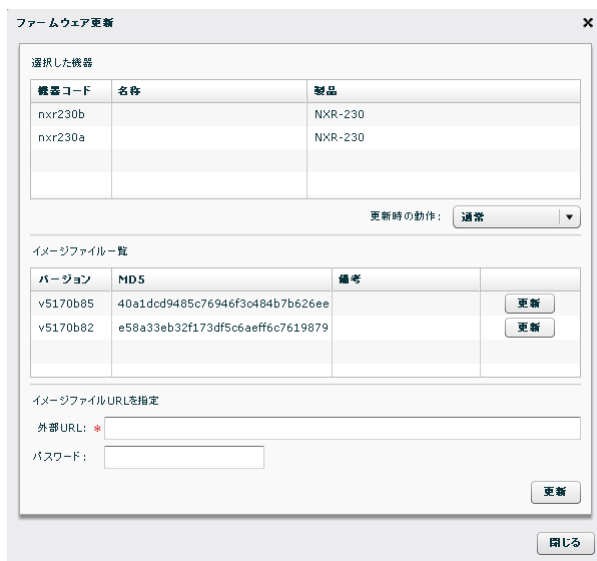 ファームウェア更新
選択した機器
機器コード 名称 製品
nxr230b NXR-230
nxr230a NXR-230
更新時の動作: 通常
イメージファイル一覧
バージョン MD5 備考
v5170b85 40a1dcd9485c76946f3c484b7b626ee 更新
v5170b82 e58a33eb32f173df5c6aeff6c7619879 更新
イメージファイルURLを指定
外部URL: *
パスワード:
更新
閉じる